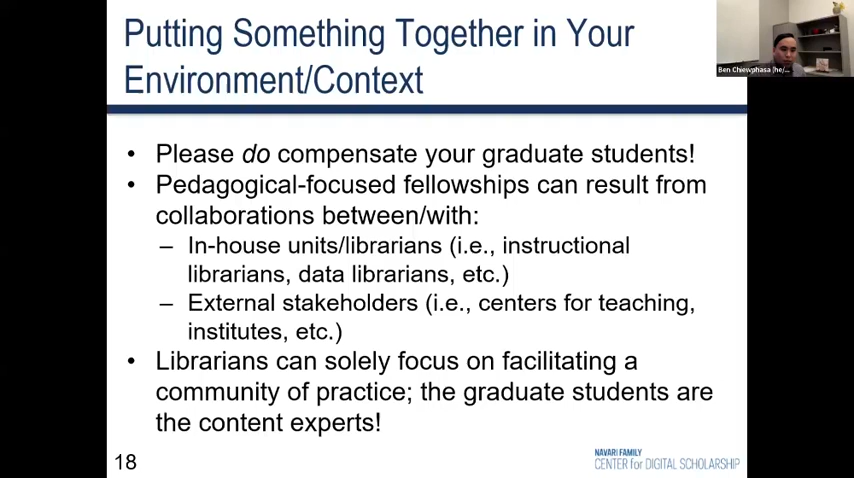 Putting Something Together in Your
Environment/Context
Ben Chiewphasa (he/...
• Please do compensate your graduate students!
• Pedagogical-focused fellowships can result from
collaborations between/with:
– In-house units/librarians (i.e., instructional
librarians, data librarians, etc.)
– External stakeholders (i.e., centers for teaching,
institutes, etc.)
• Librarians can solely focus on facilitating a
community of practice; the graduate students are
the content experts!
18
NAVARI FAMILY
CENTER for DIGITAL SCHOLARSHIP